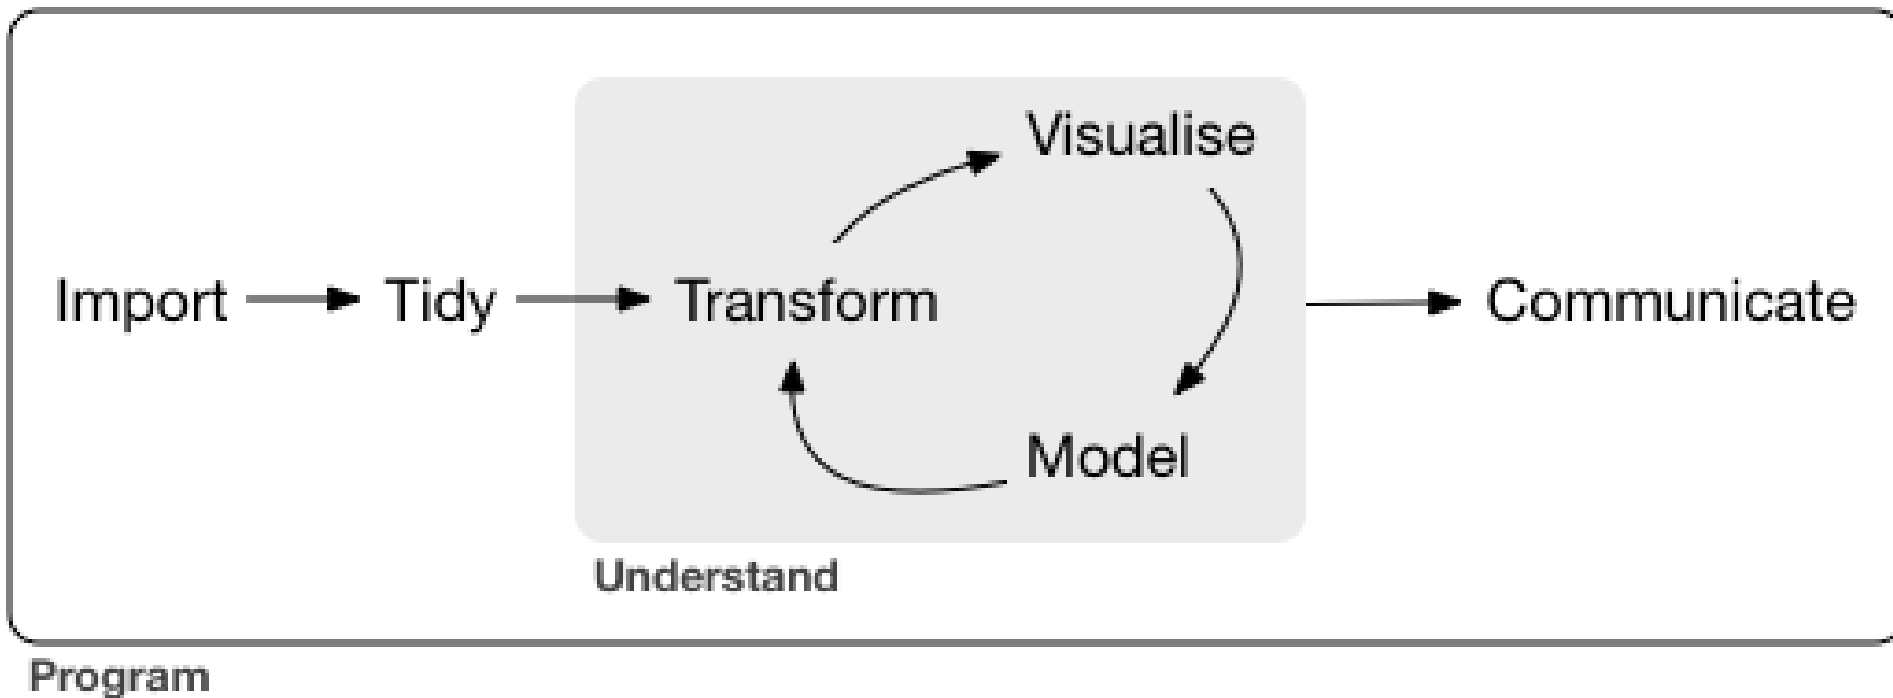 Visualise
Import
Tidy
Transform
Communicate
Model
Understand
Program